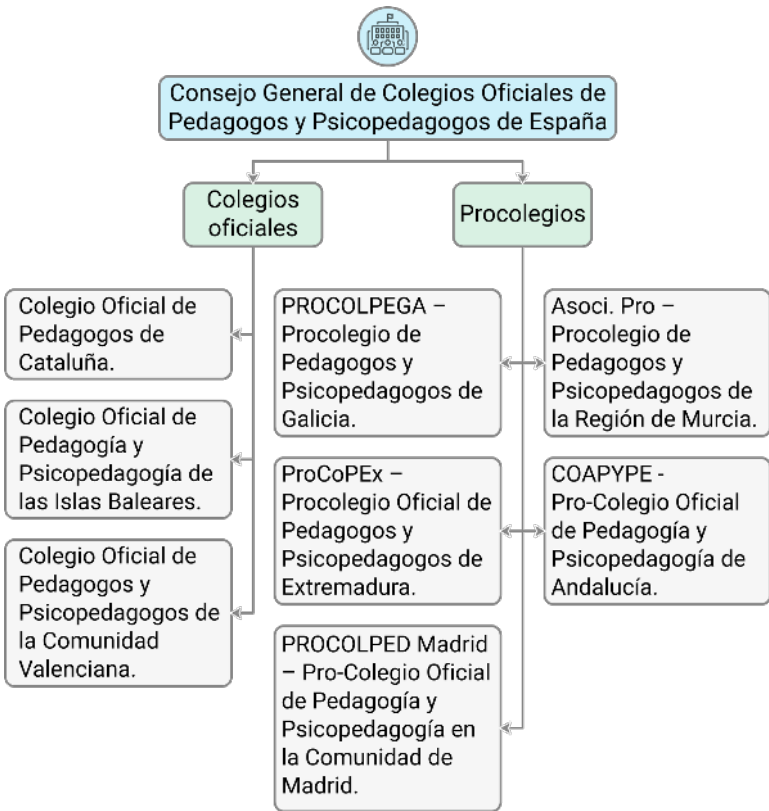 Consejo General de Colegios Oficiales de
Pedagogos y Psicopedagogos de España
Colegios
oficiales
Procolegios
Colegio Oficial de
Pedagogos de
Cataluña.
Colegio Oficial de
Pedagogía y
Psicopedagogía de
las Islas Baleares.
Colegio Oficial de
Pedagogos y
Psicopedagogos de
la Comunidad
Valenciana.
PROCOLPEGA –
Procolegio de
Pedagogos y
Psicopedagogos de
Galicia.
Asoci. Pro –
Procolegio de
Pedagogos y
Psicopedagogos de
la Región de Murcia.
ProCoPEx –
Procolegio Oficial de
Pedagogos y
Psicopedagogos de
Extremadura.
COAPYPE -
Pro-Colegio Oficial
de Pedagogía y
Psicopedagogía de
Andalucía.
PROCOLPED Madrid
– Pro-Colegio Oficial
de Pedagogía y
Psicopedagogía en
la Comunidad de
Madrid.